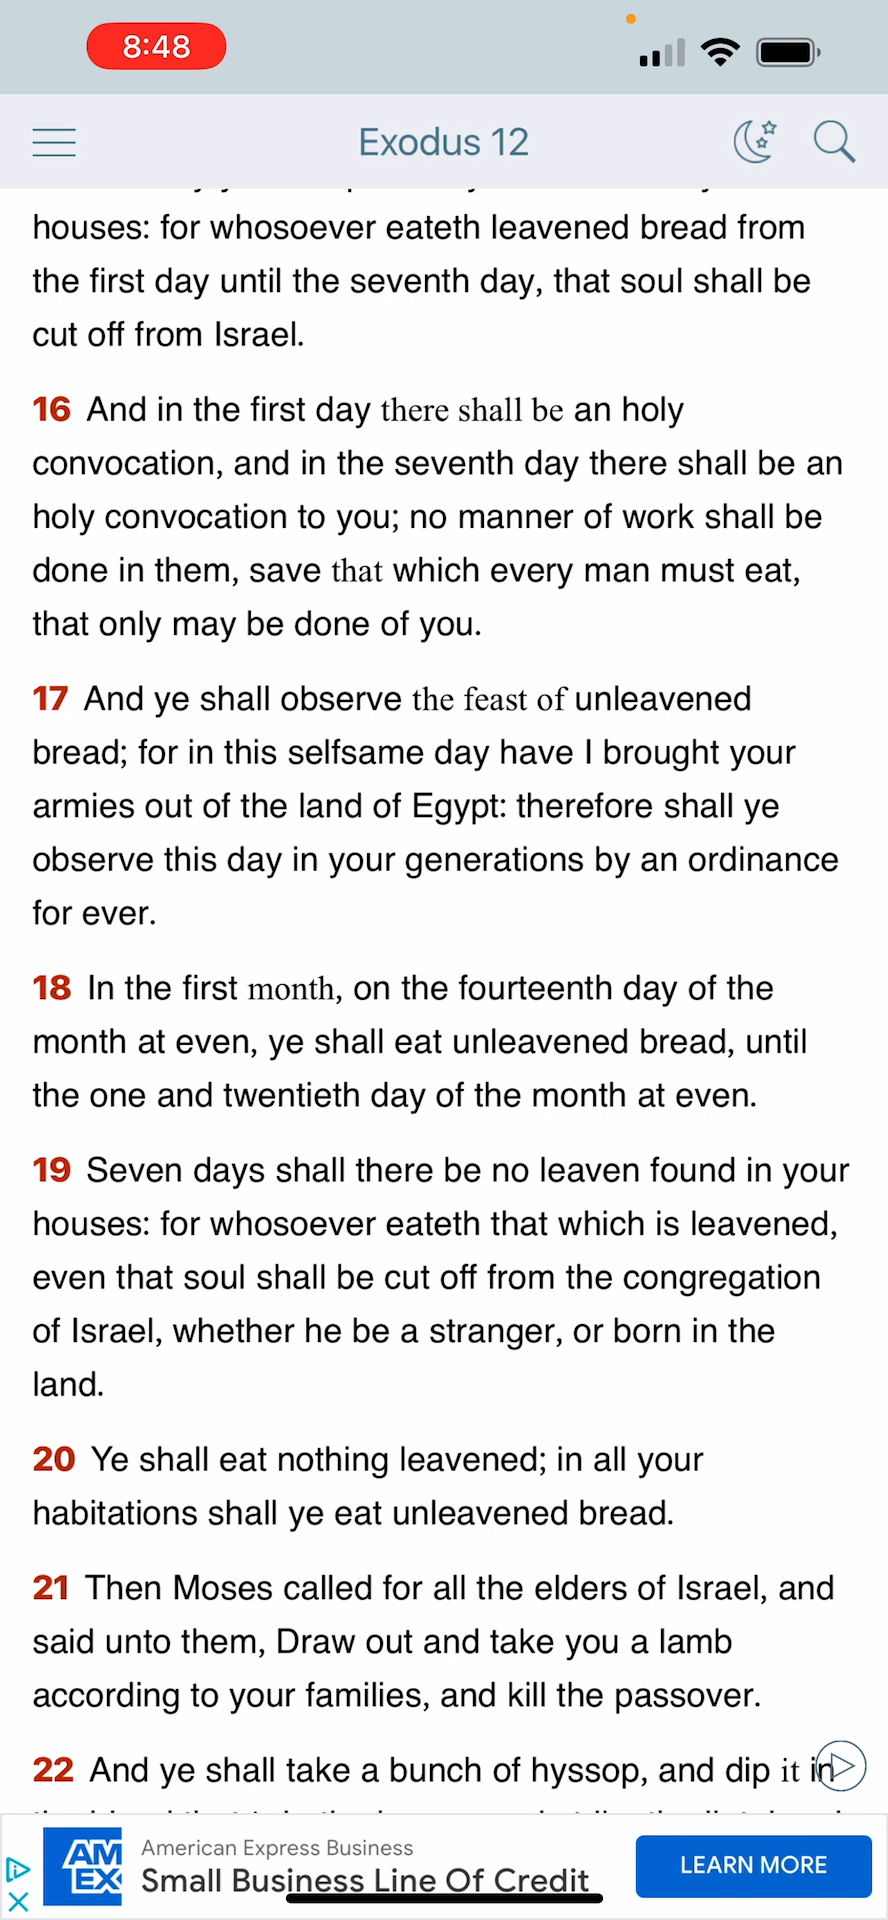 8:48
Exodus 12
houses: for whosoever eateth leavened bread from
the first day until the seventh day, that soul shall be
cut off from Israel.
16 And in the first day there shall be an holy
convocation, and in the seventh day there shall be an
holy convocation to you; no manner of work shall be
done in them, save that which every man must eat,
that only may be done of you.
17 And ye shall observe the feast of unleavened
bread; for in this selfsame day have I brought your
armies out of the land of Egypt: therefore shall ye
observe this day in your generations by an ordinance
for ever.
18 In the first month, on the fourteenth day of the
month at even, ye shall eat unleavened bread, until
the one and twentieth day of the month at even.
19 Seven days shall there be no leaven found in your
houses: for whosoever eateth that which is leavened,
even that soul shall be cut off from the congregation
of Israel, whether he be a stranger, or born in the
land.
20 Ye shall eat nothing leavened; in all your
habitations shall ye eat unleavened bread.
21 Then Moses called for all the elders of Israel, and
said unto them, Draw out and take you a lamb
according to your families, and kill the passover.
22 And ye shall take a bunch of hyssop, and dip it in
AM
EX
American Express Business
Small Business Line Of Credit
LEARN MORE